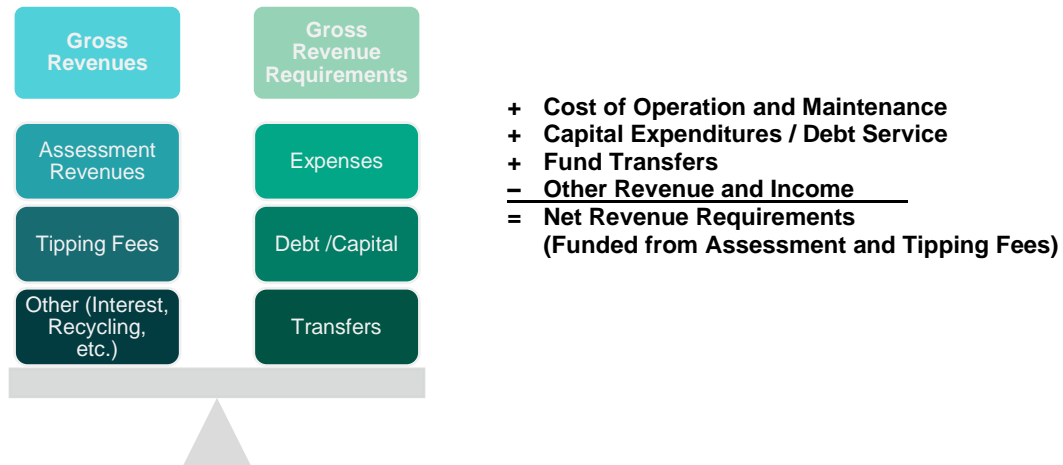 Gross
Revenues
Gross
Revenue
Requirements
Assessment
Revenues
Expenses
Tipping Fees
Debt /Capital
Other (Interest,
Recycling,
etc.)
Transfers
+ Cost of Operation and Maintenance
+ Capital Expenditures / Debt Service
+ Fund Transfers
– Other Revenue and Income
= Net Revenue Requirements
(Funded from Assessment and Tipping Fees)